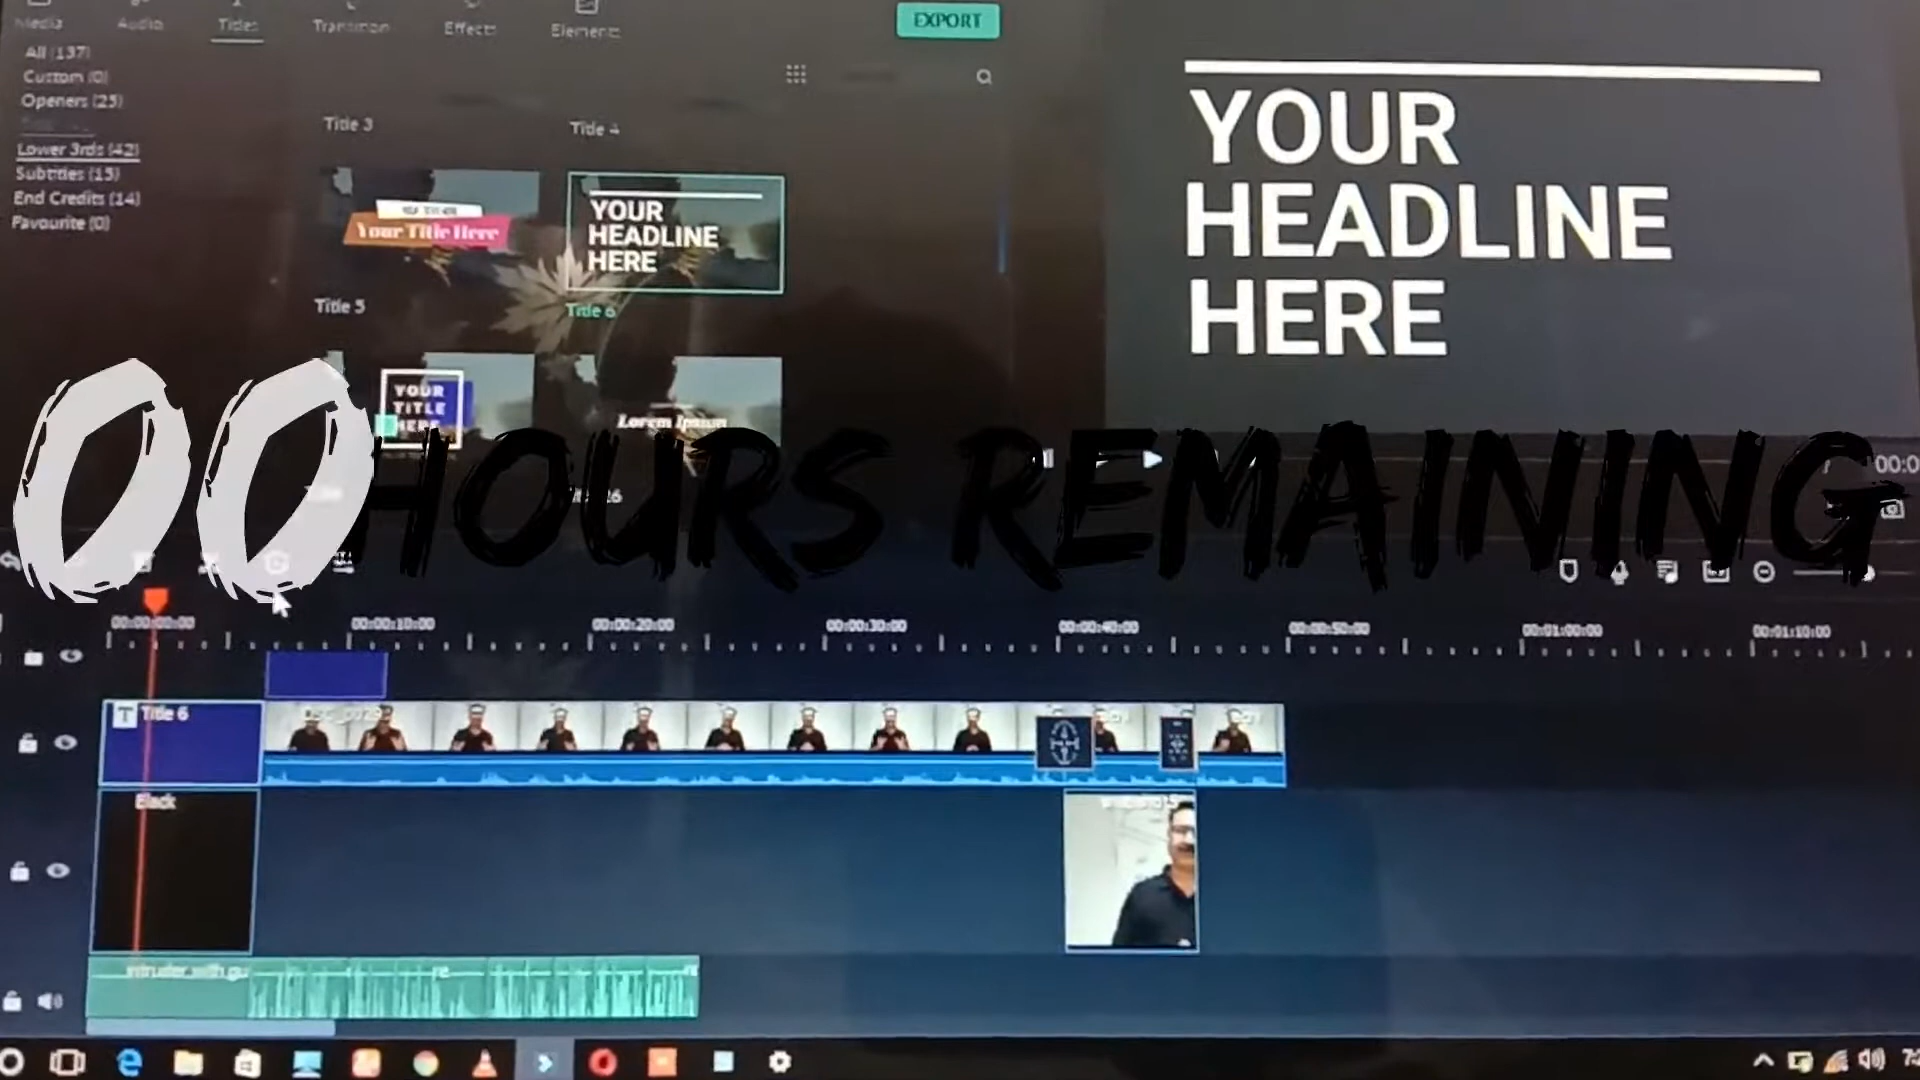 Media Audio Titles Transition Effects Elements
EXPORT
All (137)
Custom (0)
Openers (25)
Lower 3rds (42)
Subtitles (15)
End Credits (14)
Favourite (0)
Title 3
Title 4
Your Title Here
YOUR
HEADLINE
HERE
Title 5
Title 6
YOUR
TITLE
HERE
Lorem Ipsum
YOUR
HEADLINE
HERE
00 HOURS REMAINING
00:00:00:00
00:00:10:00
00:00:20:00
00:00:30:00
00:00:40:00
00:00:50:00
00:01:00:00
00:01:10:00
T Title 6
Black
intruder_with_gu